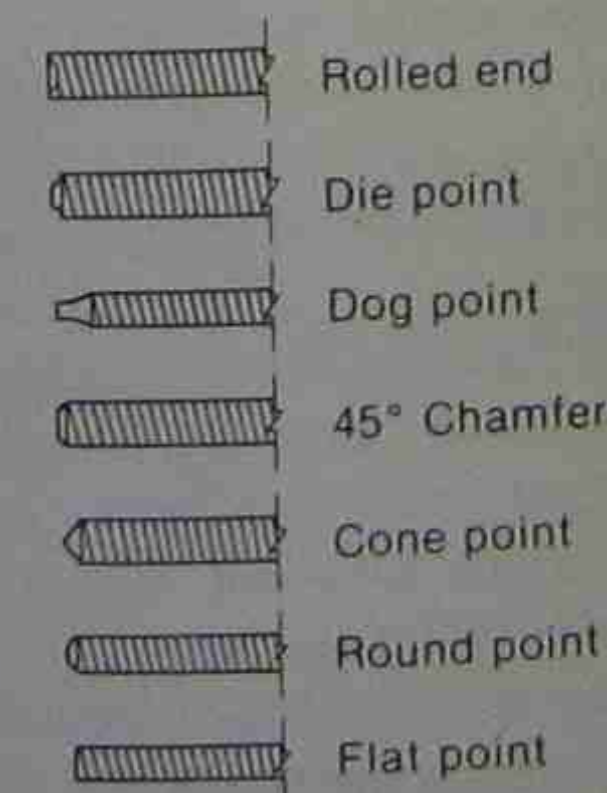 Rolled end
Die point
Dog point
45° Chamfer
Cone point
Round point
Flat point